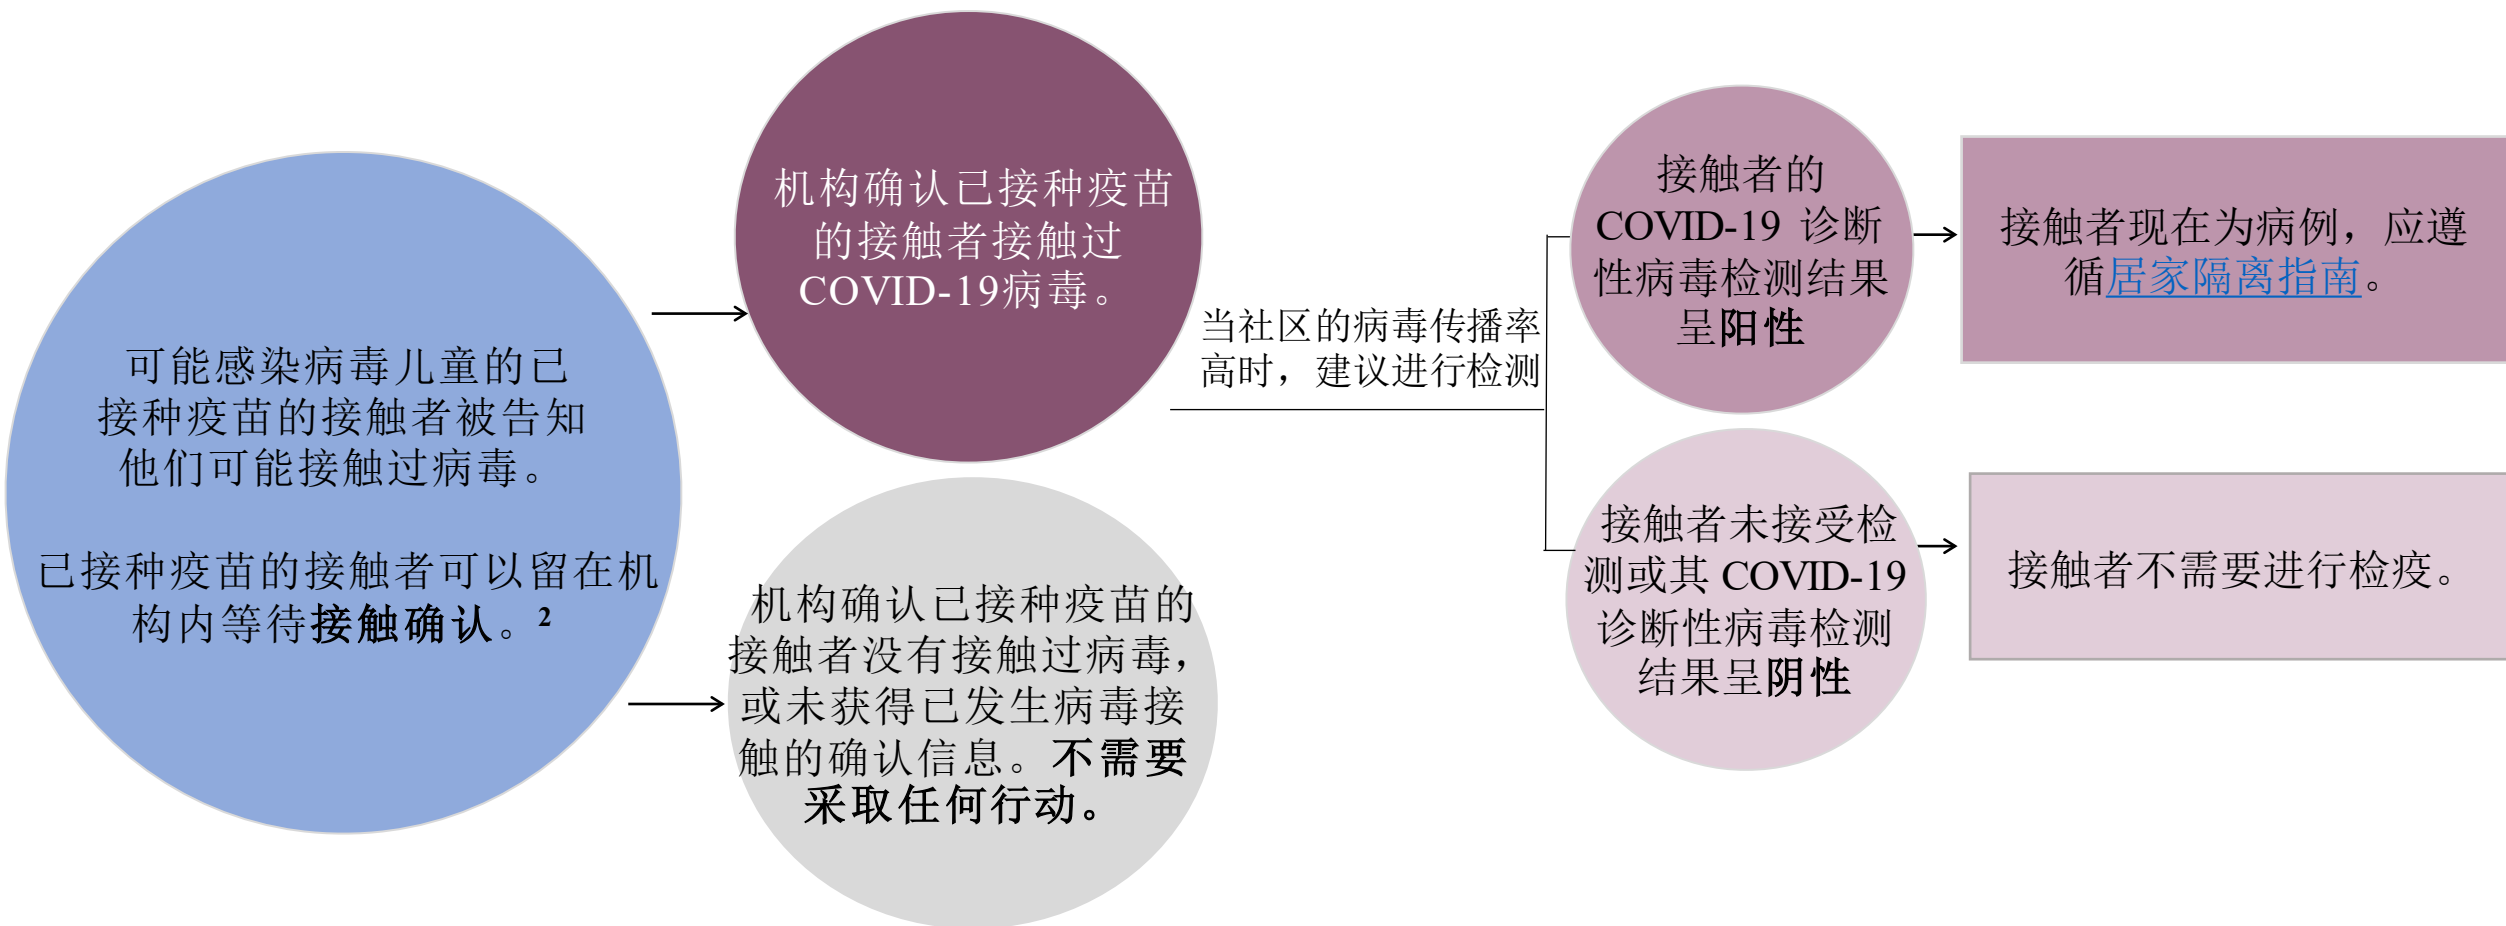 可能感染病毒儿童的已
接种疫苗的接触者被告知
他们可能接触过病毒。
已接种疫苗的接触者可以留在机
构内等待接触确认。²
机构确认已接种疫苗
的接触者接触过
COVID-19病毒。
机构确认已接种疫苗的
接触者没有接触过病毒，
或未获得已发生病毒接
触的确认信息。不需要
采取任何行动。
当社区的病毒传播率
高时，建议进行检测
接触者的
COVID-19 诊断
性病毒检测结果
呈阳性
接触者现在为病例，应遵
循居家隔离指南。
接触者未接受检
测或其 COVID-19
诊断性病毒检测
结果呈阴性
接触者不需要进行检疫。